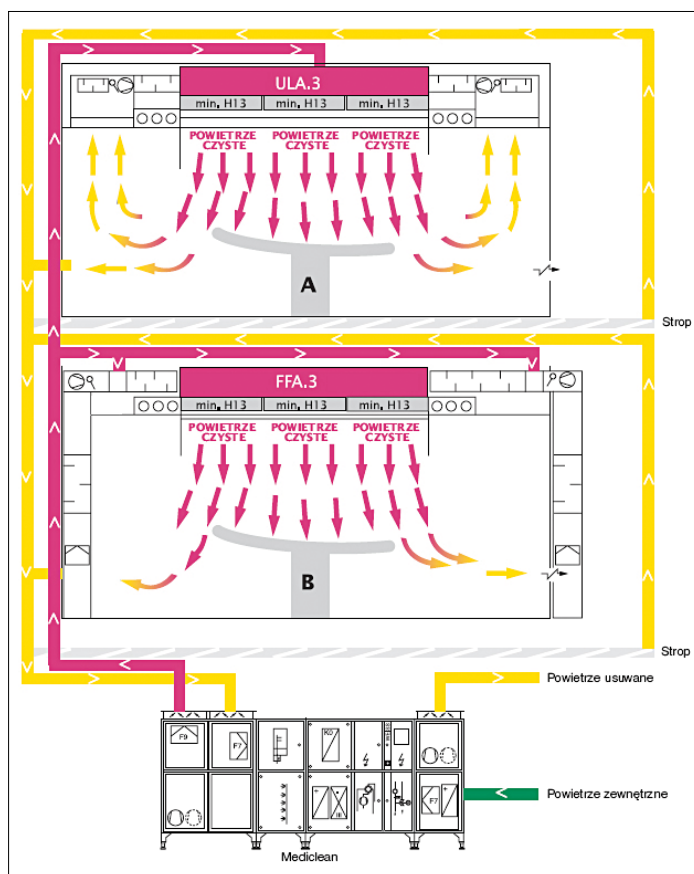 ULA.3
min, H13 min, H13 min, H13
POWIETRZE POWIETRZE POWIETRZE
CZYSTE CZYSTE CZYSTE
A
Strop
FFA.3
min, H13 min, H13 min, H13
POWIETRZE POWIETRZE POWIETRZE
CZYSTE CZYSTE CZYSTE
B
Strop
Powietrze usuwane
F9
F7
Powietrze zewnętrzne
F7
Mediclean